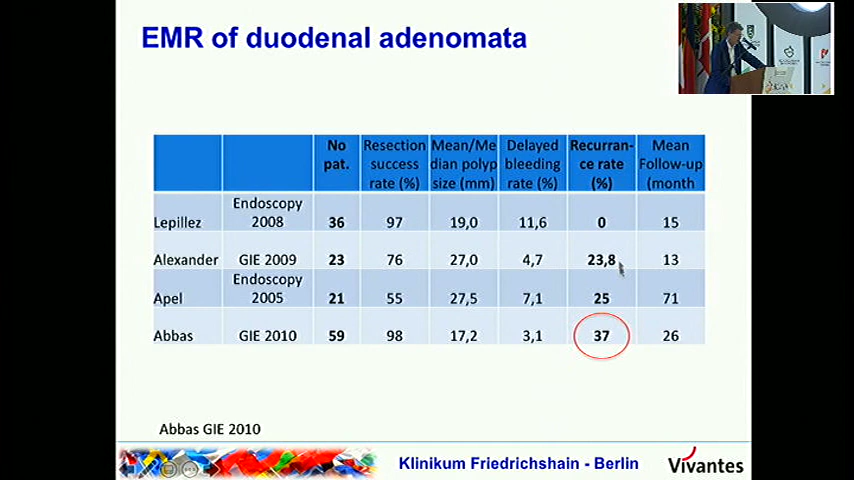 EMR of duodenal adenomata
No pat. Resection success rate (%) Mean/Me dian polyp size (mm) Delayed bleeding rate (%) Recurran- ce rate (%) Mean Follow-up (month
Lepillez Endoscopy 2008 36 97 19,0 11,6 0 15
Alexander GIE 2009 23 76 27,0 4,7 23,8 13
Apel Endoscopy 2005 21 55 27,5 7,1 25 71
Abbas GIE 2010 59 98 17,2 3,1 37 26
Abbas GIE 2010
Klinikum Friedrichshain - Berlin
Vivantes